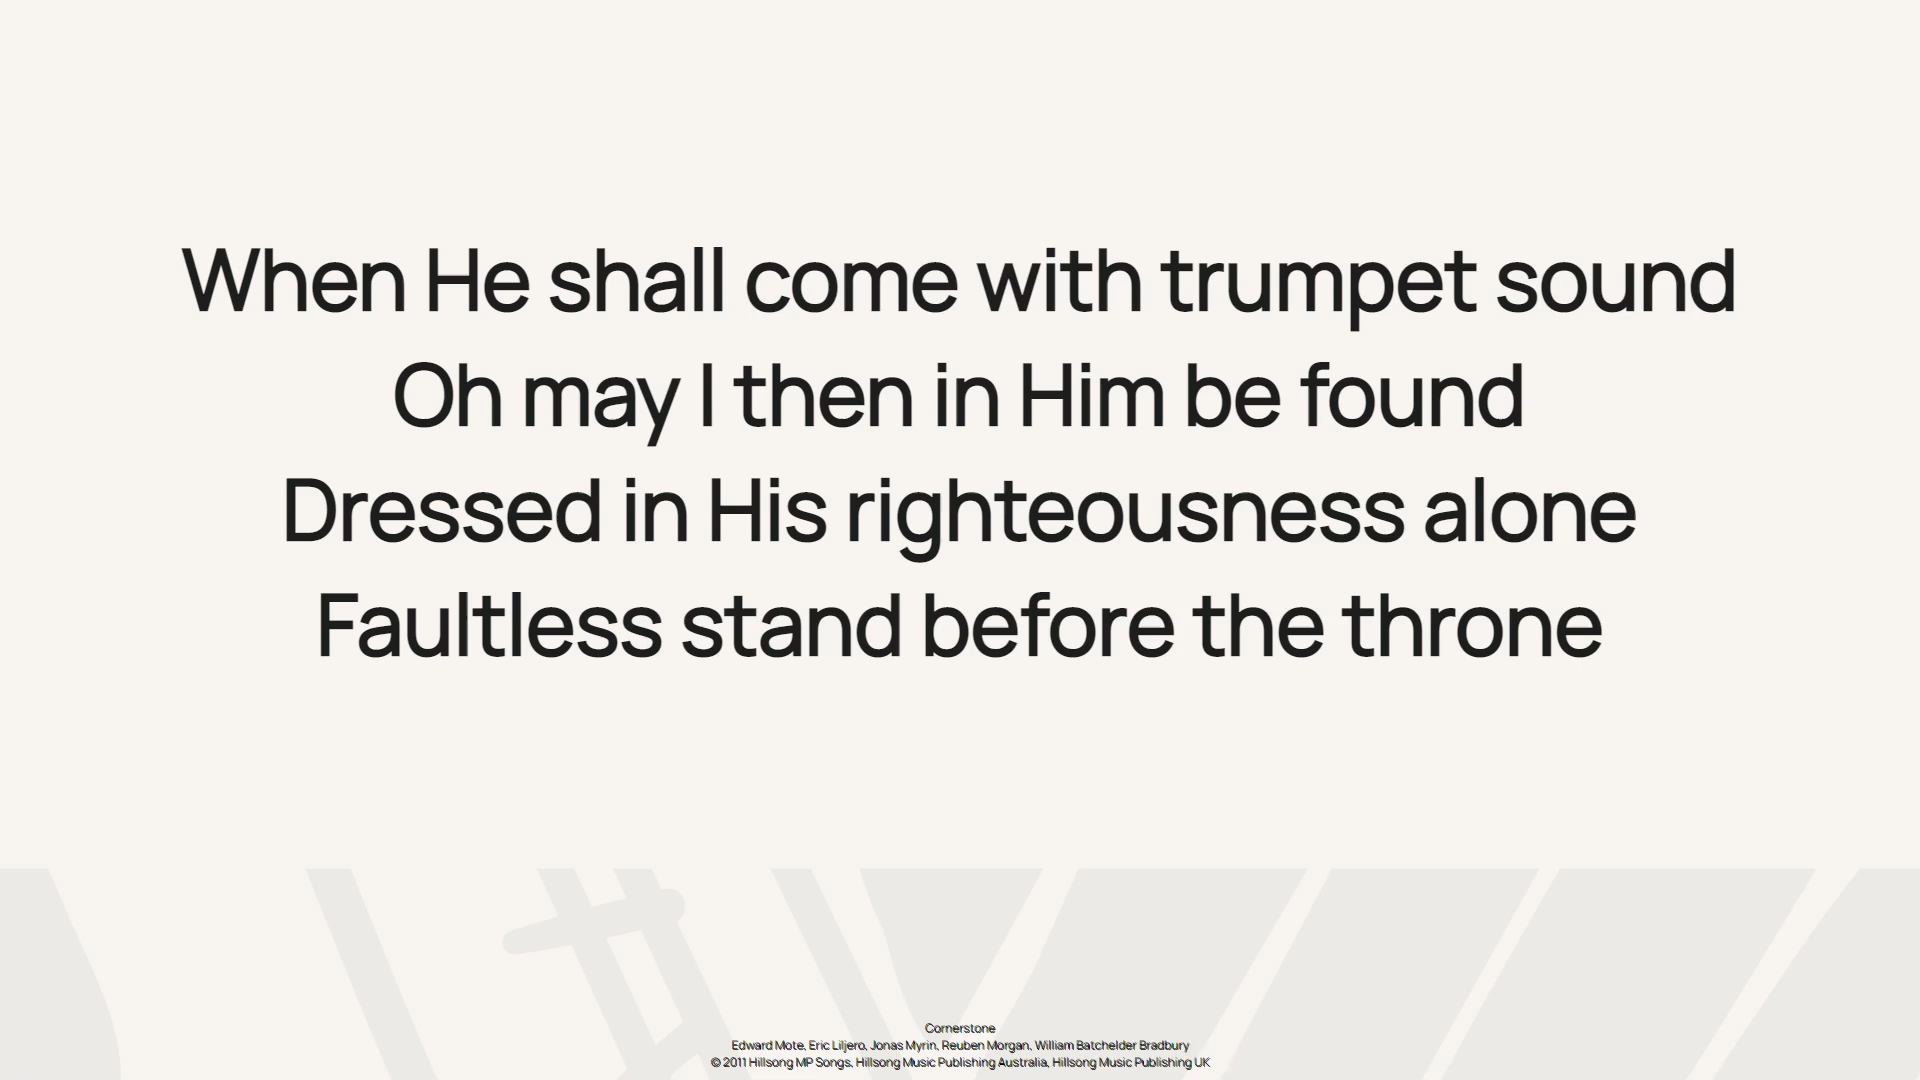 When He shall come with trumpet sound
Oh may I then in Him be found
Dressed in His righteousness alone
Faultless stand before the throne
Cornerstone
Edward Mote, Eric Liljero, Jonas Myrin, Reuben Morgan, William Batchelder Bradbury
© 2011 Hillsong MP Songs, Hillsong Music Publishing Australia, Hillsong Music Publishing UK